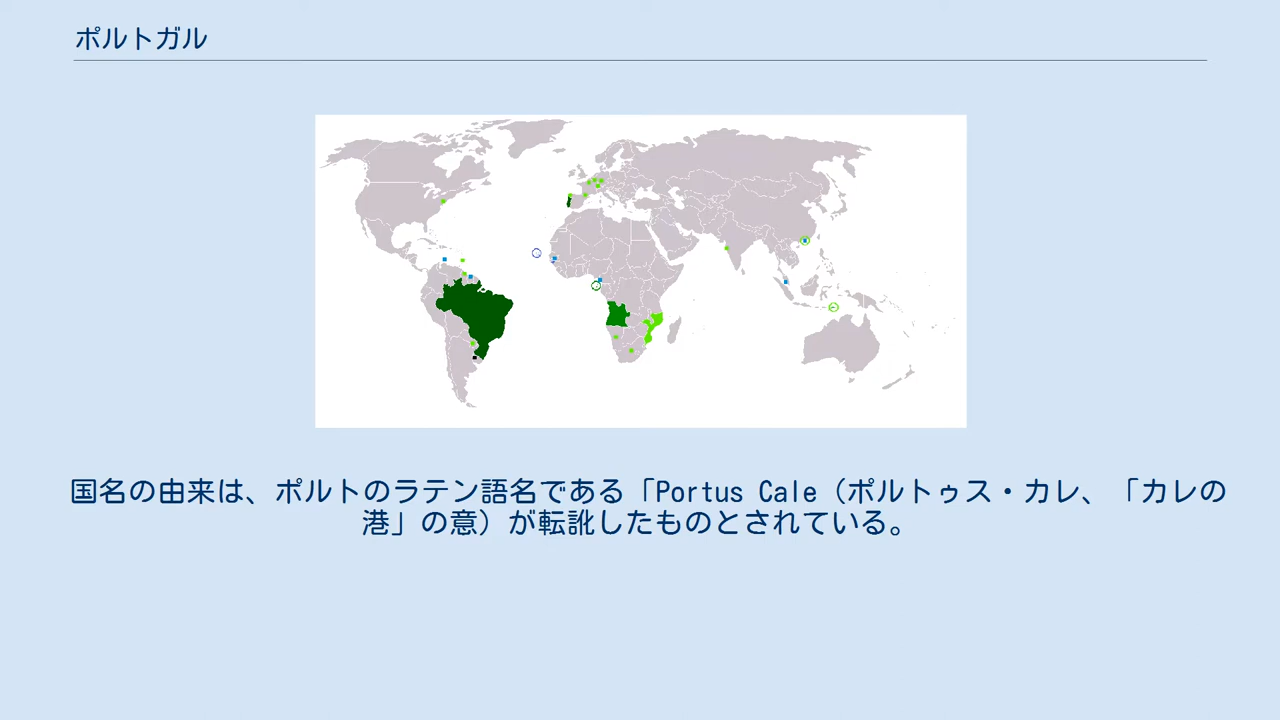 ポルトガル
国名の由来は、ポルトのラテン語名である「Portus Cale（ポルトゥス・カレ、「カレの
港」の意）が転訛したものとされている。